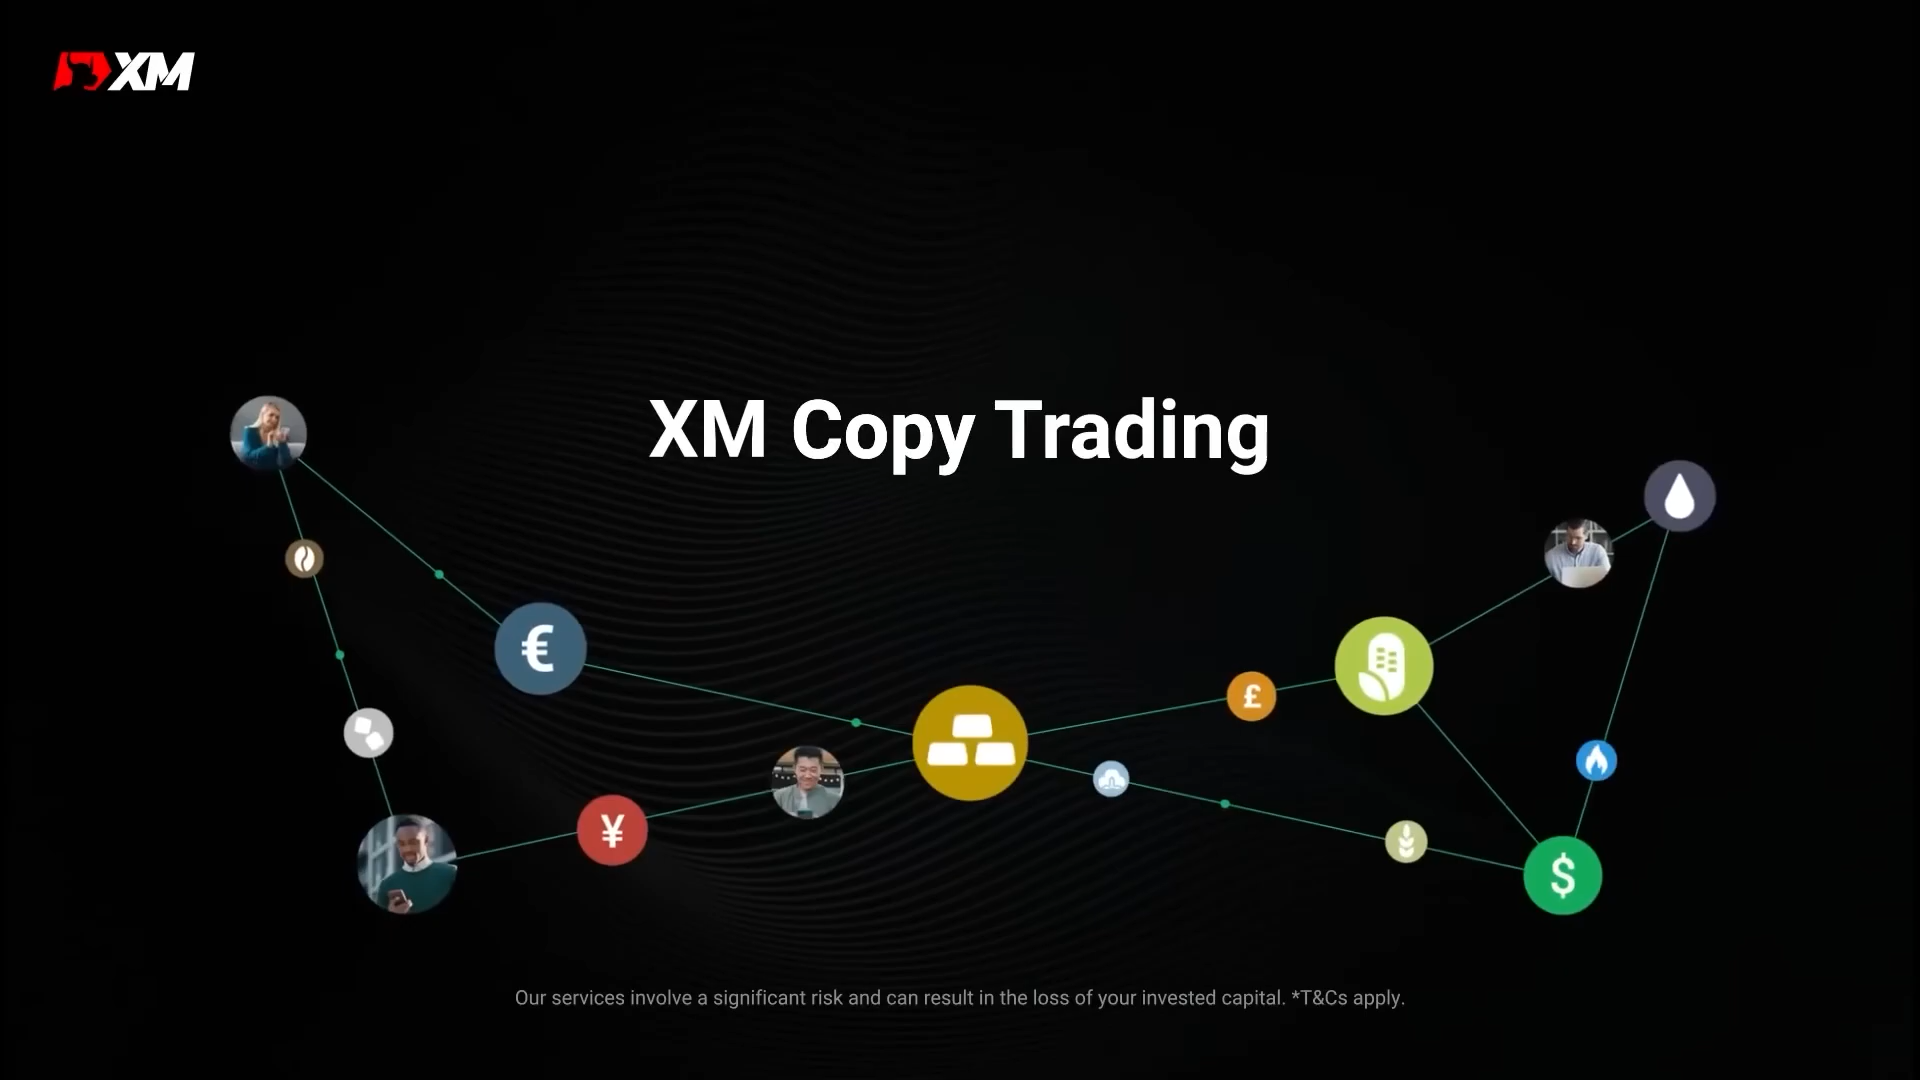 XM
XM Copy Trading
€
£
¥
$
Our services involve a significant risk and can result in the loss of your invested capital. *T&Cs apply.